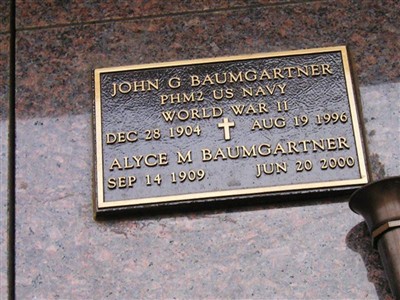 JOHN G BAUMGARTNER
PHM2 US NAVY
WORLD WAR II
DEC 28 1904 AUG 19 1996
ALYCE M BAUMGARTNER
SEP 14 1909 JUN 20 2000